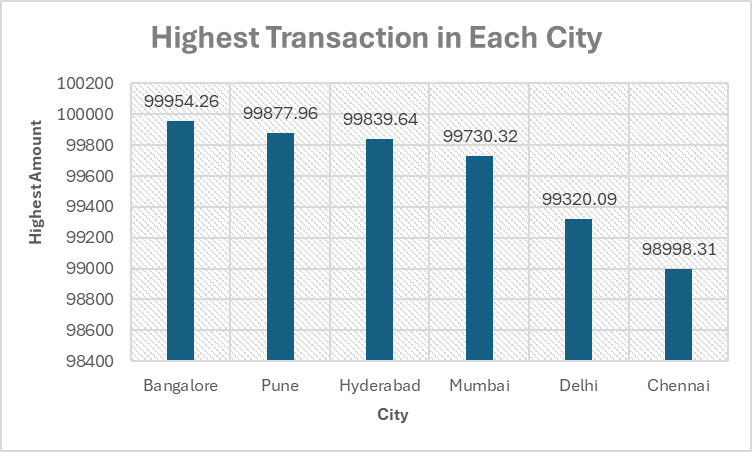 Highest Transaction in Each City
Highest Amount
100200
100000
99800
99600
99400
99200
99000
98800
98600
98400
99954.26
99877.96
99839.64
99730.32
99320.09
98998.31
Bangalore
Pune
Hyderabad
Mumbai
Delhi
Chennai
City